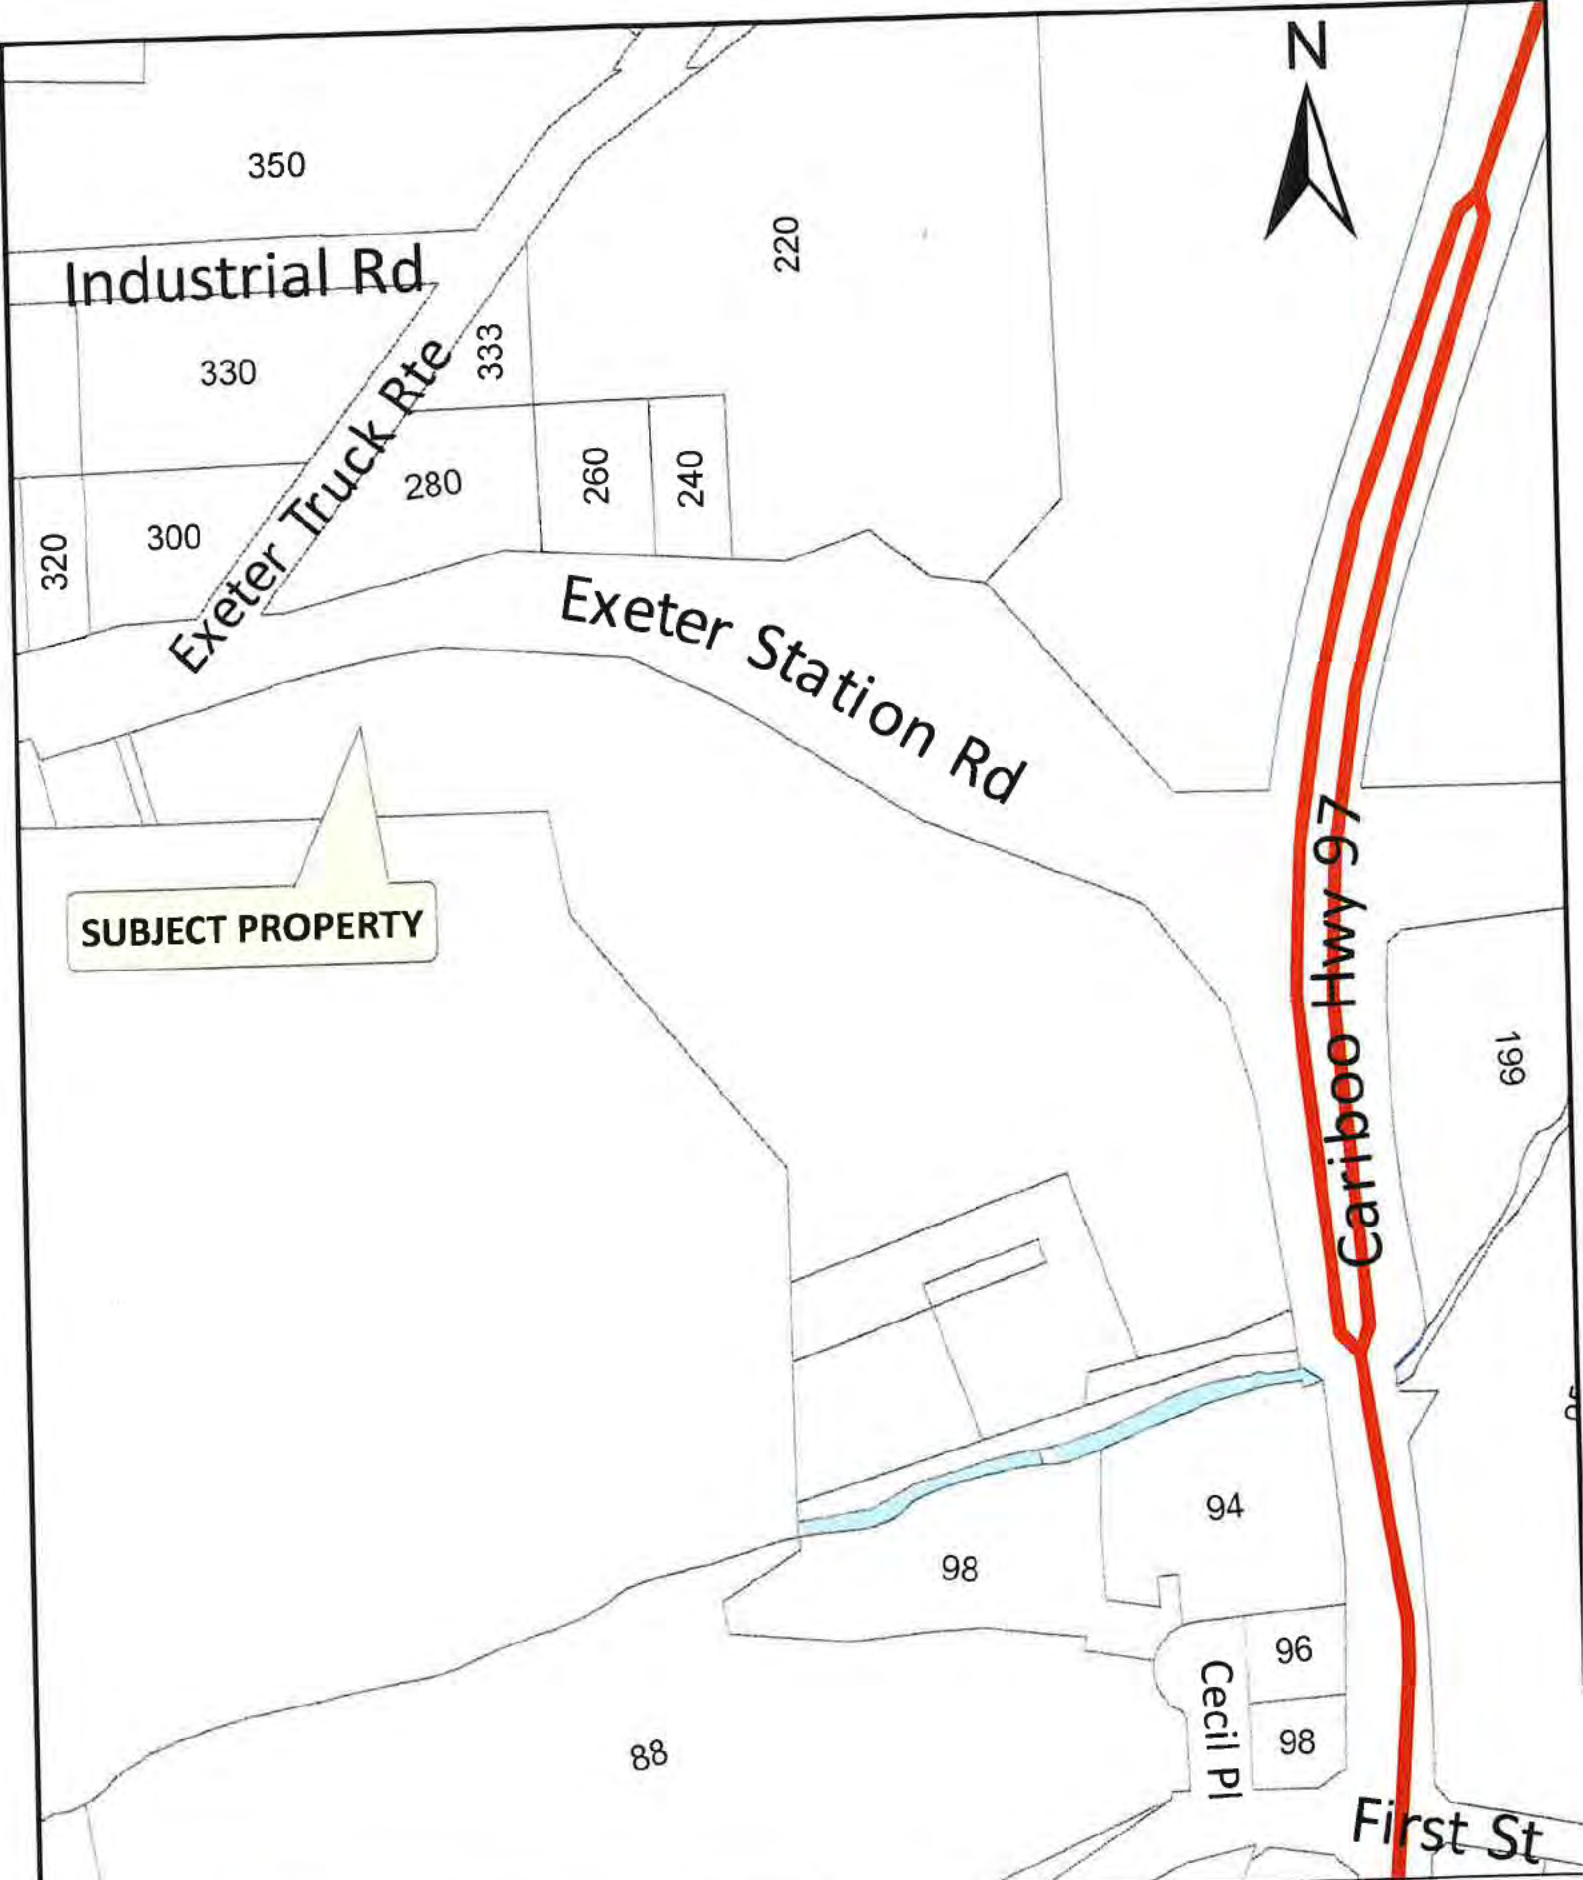 N
350
220
Industrial Rd
333
330
Exeter Truck Rte
280
260
240
300
320
Exeter Station Rd
SUBJECT PROPERTY
Cariboo Hwy 97
199
94
98
96
Cecil Pl
98
88
First St